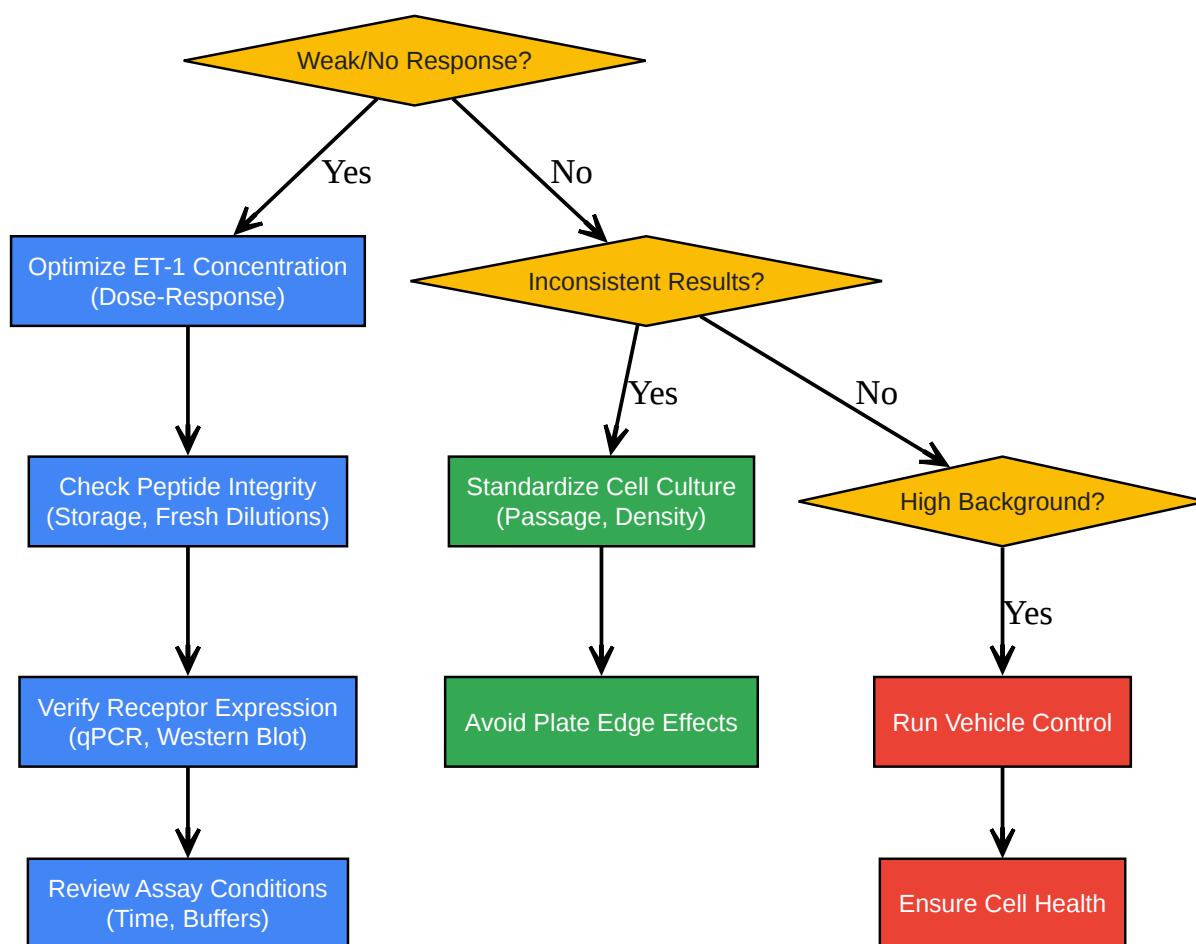 Weak/No Response?
Yes
No
Optimize ET-1 Concentration
(Dose-Response)
Inconsistent Results?
Yes
No
Check Peptide Integrity
(Storage, Fresh Dilutions)
Standardize Cell Culture
(Passage, Density)
High Background?
Yes
Verify Receptor Expression
(qPCR, Western Blot)
Avoid Plate Edge Effects
Run Vehicle Control
Review Assay Conditions
(Time, Buffers)
Ensure Cell Health